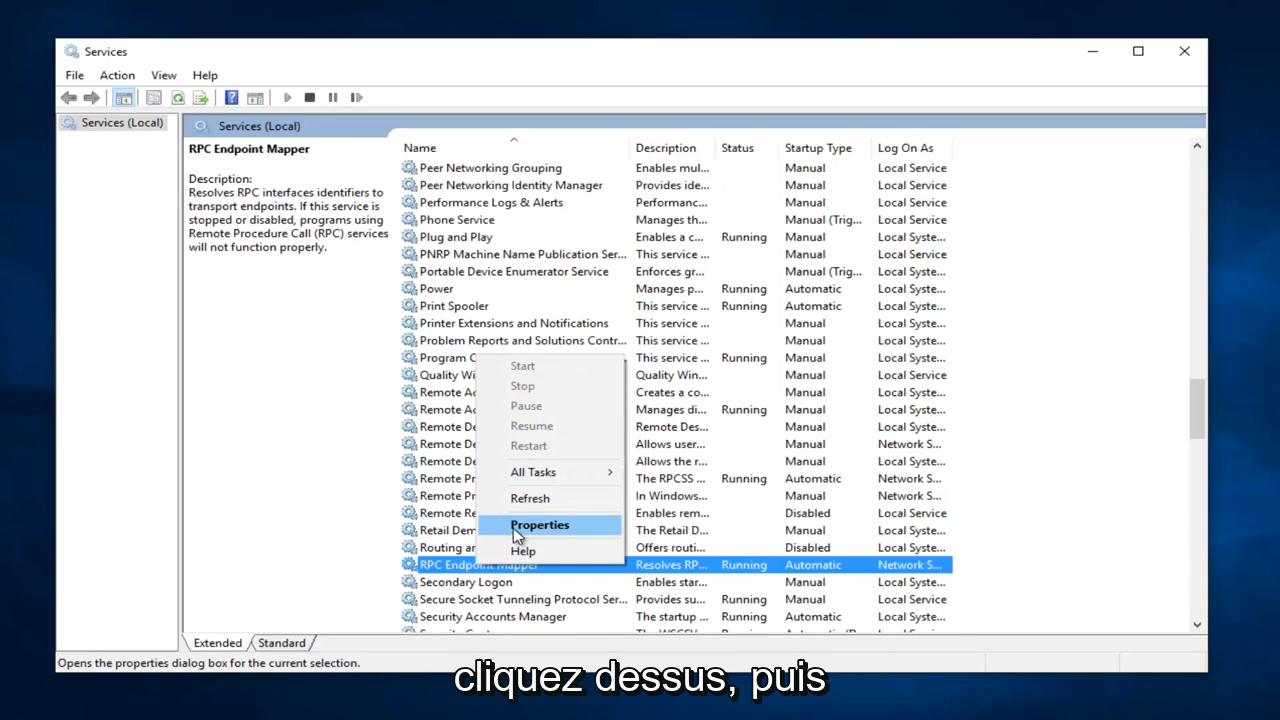 Services
File Action View Help
Services (Local)
Services (Local)
RPC Endpoint Mapper
Description:
Resolves RPC interfaces identifiers to
transport endpoints. If this service is
stopped or disabled, programs using
Remote Procedure Call (RPC) services
will not function properly.
Name Description Status Startup Type Log On As
Peer Networking Grouping Enables mul... Manual Local Service
Peer Networking Identity Manager Provides ide... Manual Local Service
Performance Logs & Alerts Performanc... Manual Local Service
Phone Service Manages th... Manual (Trig... Local Service
Plug and Play Enables a c... Running Manual Local Syste...
PNRP Machine Name Publication Ser... This service ... Manual Local Service
Portable Device Enumerator Service Enforces gr... Manual (Trig... Local Syste...
Power Manages p... Running Automatic Local Syste...
Print Spooler This service ... Running Automatic Local Syste...
Printer Extensions and Notifications This service ... Manual Local Syste...
Problem Reports and Solutions Contr... This service ... Manual Local Syste...
Program C This service ... Running Manual Local Syste...
Quality Wi Quality Win... Manual Local Service
Remote Ac Creates a co... Manual Local Syste...
Remote Ac Manages di... Running Manual Local Syste...
Remote De Remote Des... Manual Local Syste...
Remote De Allows user... Manual Network S...
Remote De Allows the r... Manual Local Syste...
Remote Pr The RPCSS ... Running Automatic Network S...
Remote Pr In Windows... Manual Network S...
Remote Re Enables rem... Disabled Local Service
Retail Dem The Retail D... Manual Local Syste...
Routing ar Offers routi... Disabled Local Syste...
RPC Endpoint Mapper Resolves RP... Running Automatic Network S...
Secondary Logon Enables star... Manual Local Syste...
Secure Socket Tunneling Protocol Ser... Provides su... Running Manual Local Service
Security Accounts Manager The startup ... Running Automatic Local Syste...
Start
Stop
Pause
Resume
Restart
All Tasks
Refresh
Properties
Help
Extended Standard
Opens the properties dialog box for the current selection.
cliquez dessus, puis